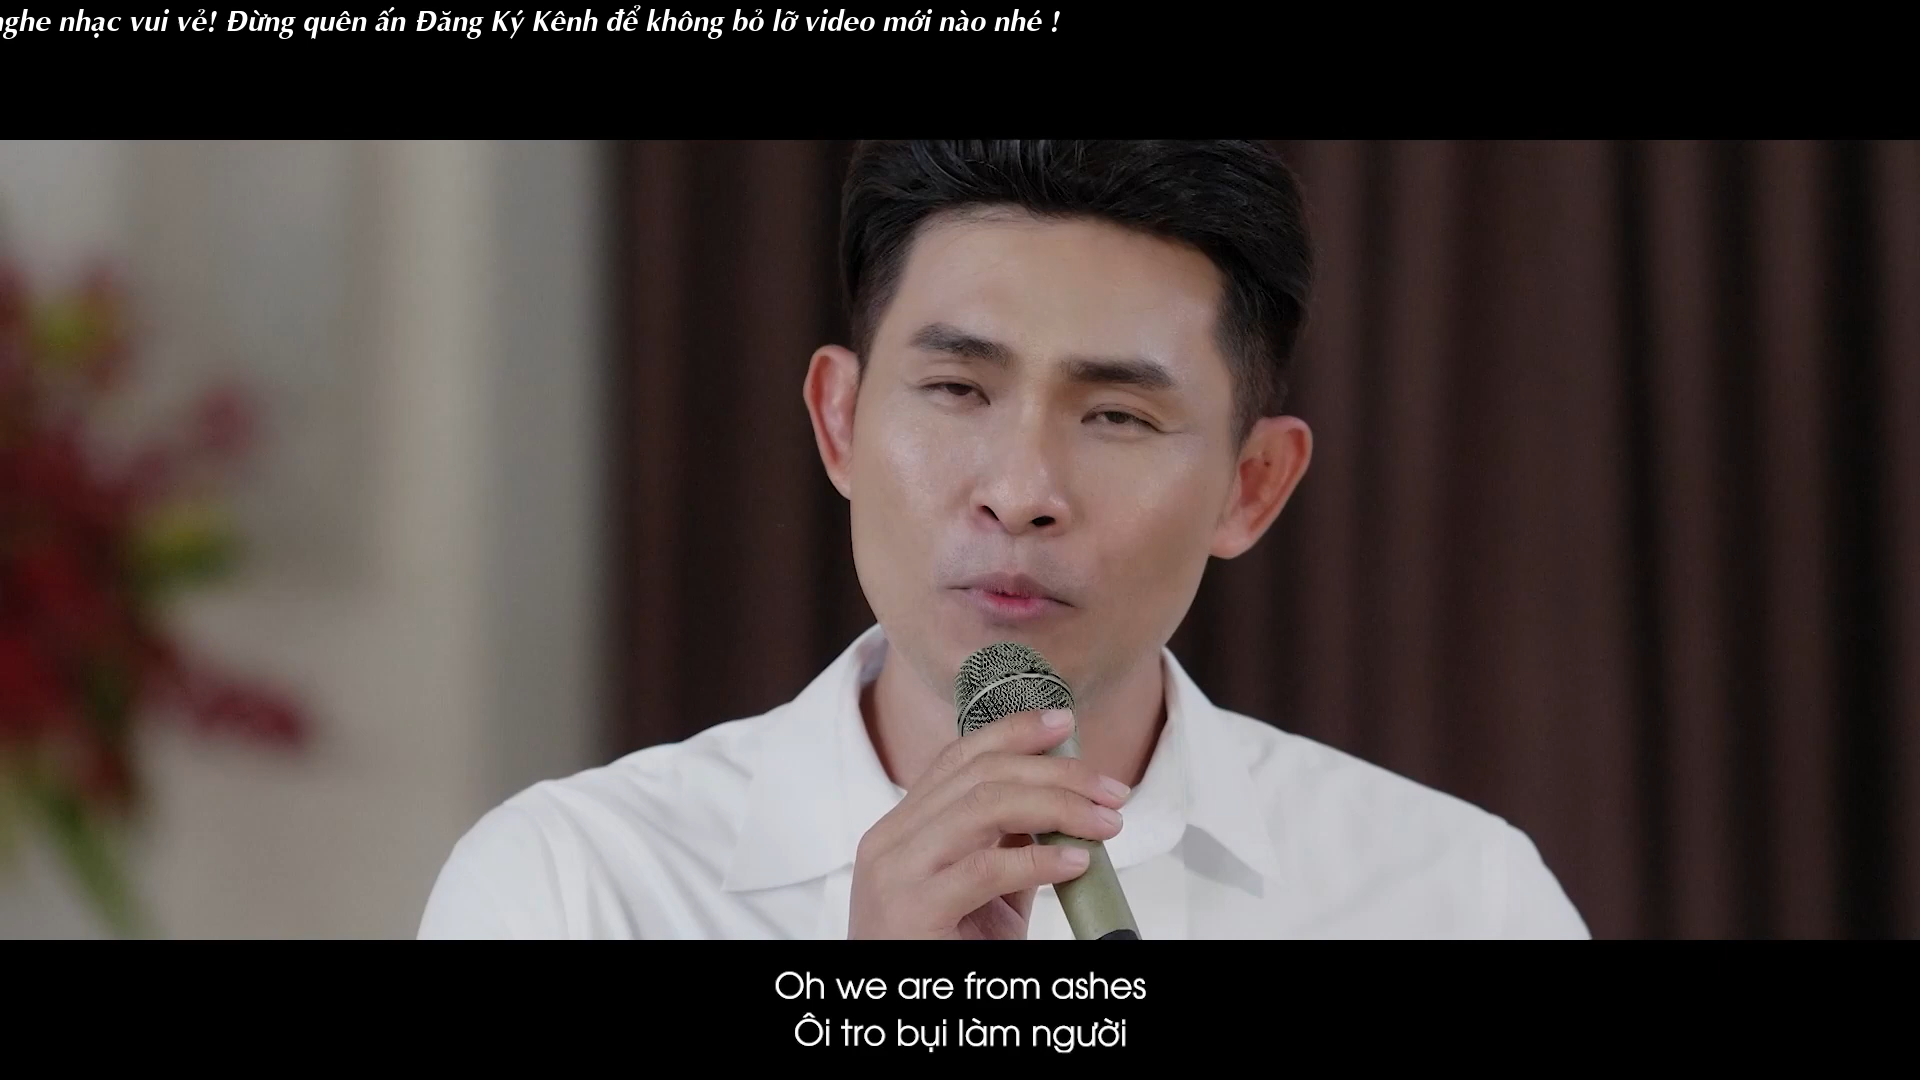 nghe nhạc vui vẻ! Đừng quên ấn Đăng Ký Kênh để không bỏ lỡ video mới nào nhé !
Oh we are from ashes
Ôi tro bụi làm người